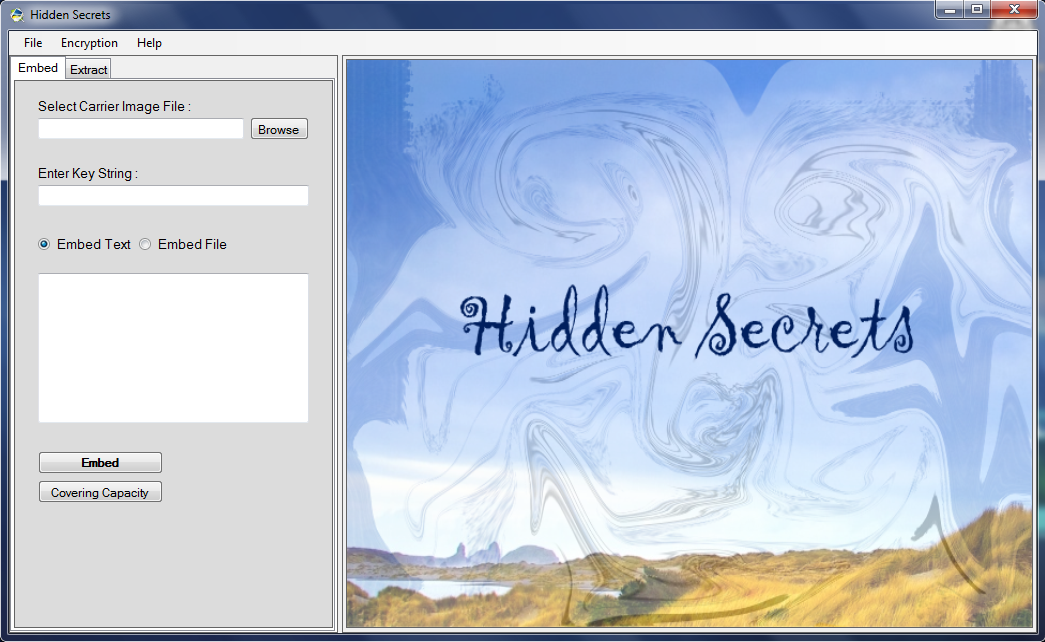 Hidden Secrets
File Encryption Help
Embed Extract
Select Carrier Image File :
Browse
Enter Key String :
Embed Text Embed File
Embed
Covering Capacity
Hidden Secrets